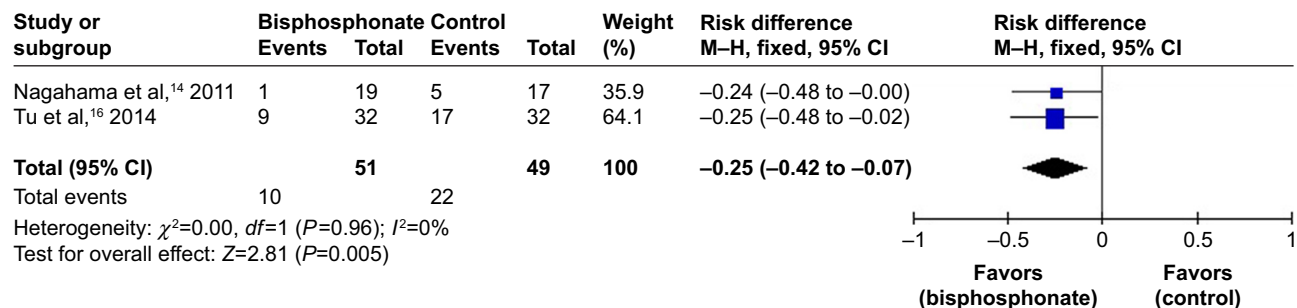 Study or subgroup Bisphosphonate Control Weight (%) Risk difference M–H, fixed, 95% CI Risk difference M–H, fixed, 95% CI
Events Total Events Total
Nagahama et al,14 2011 1 19 5 17 35.9 –0.24 (–0.48 to –0.00)
Tu et al,16 2014 9 32 17 32 64.1 –0.25 (–0.48 to –0.02)
Total (95% CI) 51 49 100 –0.25 (–0.42 to –0.07)
Total events 10 22
Heterogeneity: χ2=0.00, df=1 (P=0.96); I2=0%
Test for overall effect: Z=2.81 (P=0.005)
–1 –0.5 0 0.5 1
Favors (bisphosphonate) Favors (control)